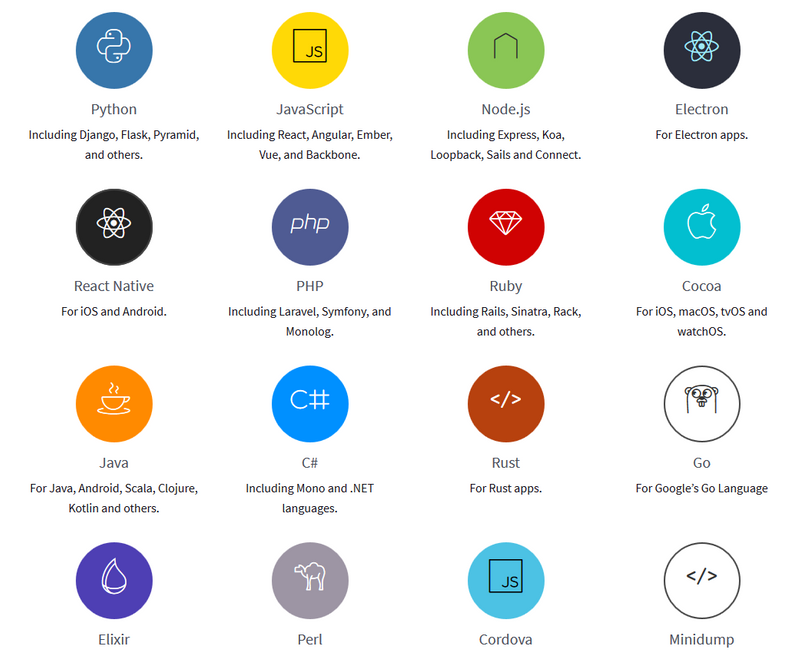 JS
Python
JavaScript
Node.js
Electron
Including Django, Flask, Pyramid,
and others.
Including React, Angular, Ember,
Vue, and Backbone.
Including Express, Koa,
Loopback, Sails and Connect.
For Electron apps.
php
React Native
PHP
Ruby
Cocoa
For iOS and Android.
Including Laravel, Symfony, and
Monolog.
Including Rails, Sinatra, Rack,
and others.
For iOS, macOS, tvOS and
watchOS.
C#
</>
Java
C#
Rust
Go
For Java, Android, Scala, Clojure,
Kotlin and others.
Including Mono and .NET
languages.
For Rust apps.
For Google’s Go Language
JS
</>
Elixir
Perl
Cordova
Minidump